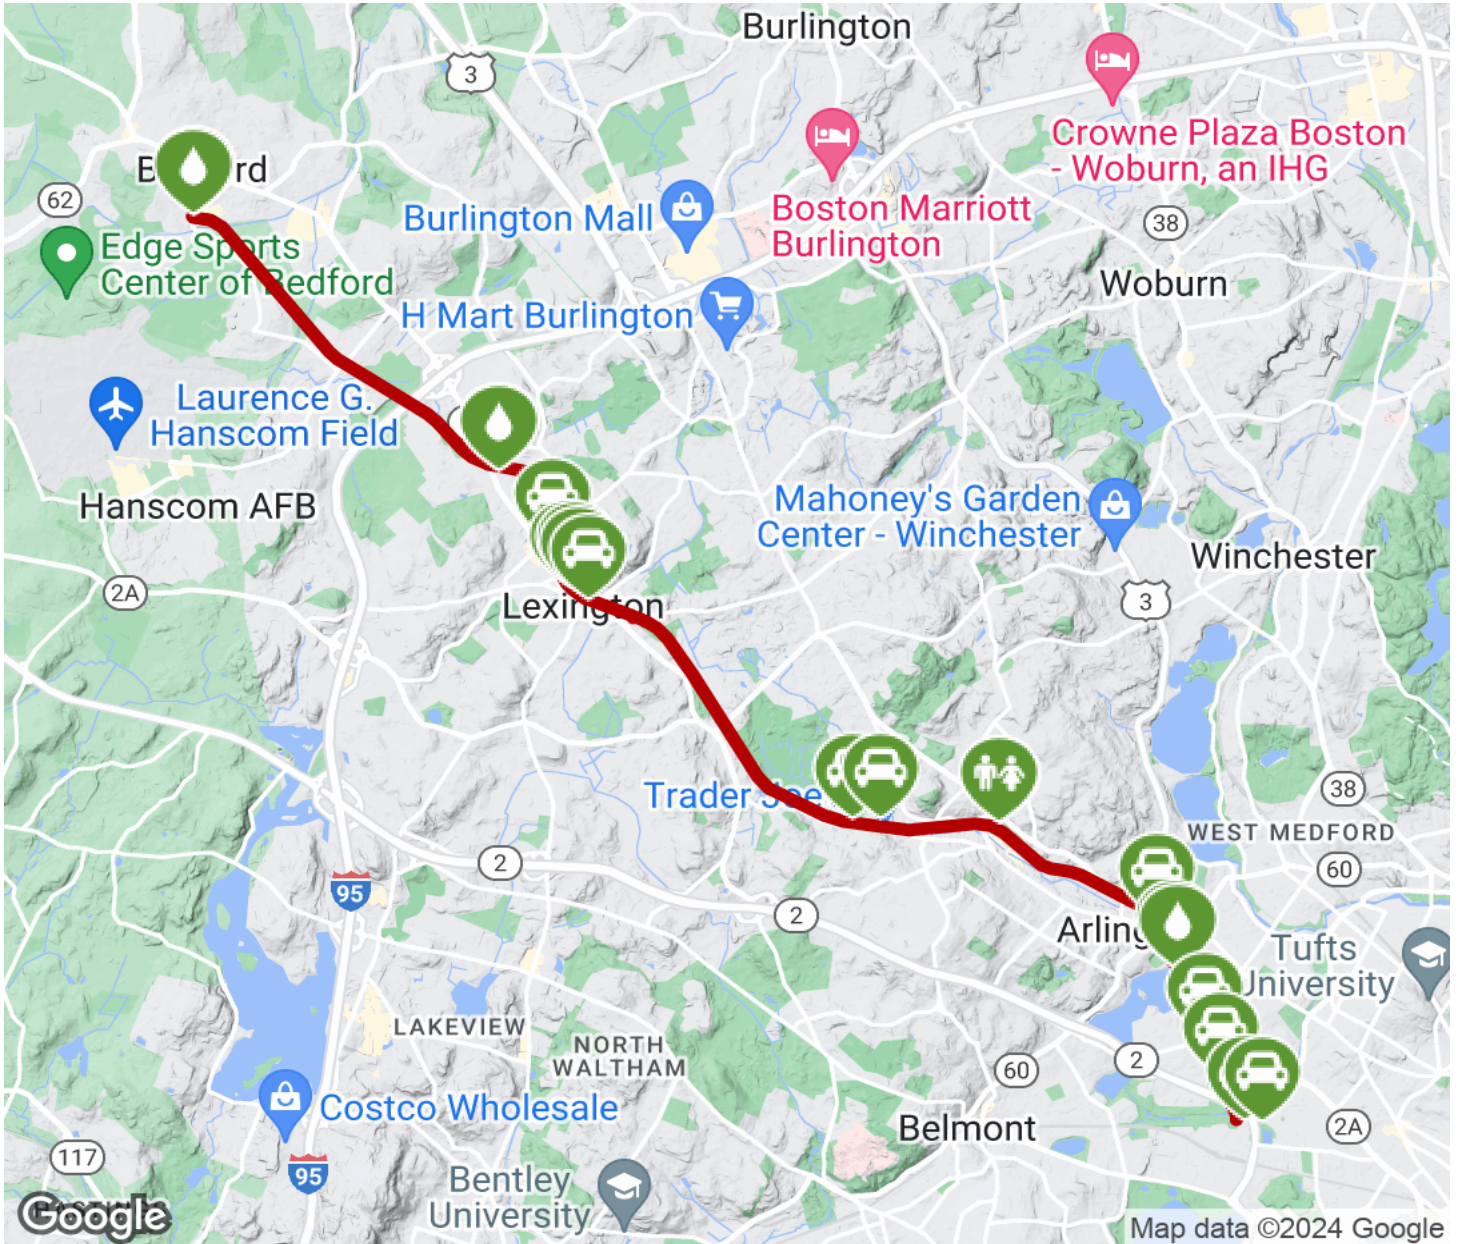 Burlington
3
Crowne Plaza Boston
- Woburn, an IHG
62
Burlington Mall
Boston Marriott
Burlington
38
Edge Sports
Center of Bedford
Woburn
H Mart Burlington
Laurence G.
Hanscom Field
Hanscom AFB
Mahoney's Garden
Center - Winchester
Winchester
2A
3
Lexington
Trader Joe
38
WEST MEDFORD
60
2
95
2
Arling
Tufts
University
LAKEVIEW
NORTH
WALTHAM
2
60
Costco Wholesale
Belmont
2A
117
95
Bentley
University
Google
Map data ©2024 Google